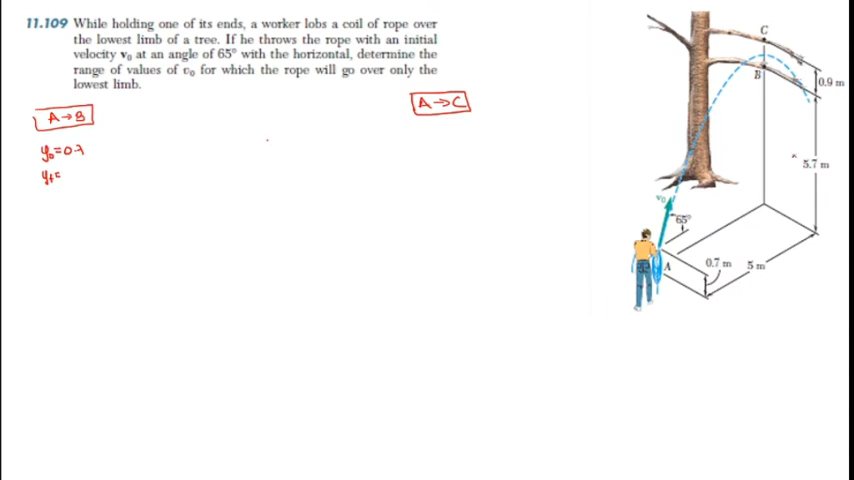 11.109 While holding one of its ends, a worker lobs a coil of rope over
the lowest limb of a tree. If he throws the rope with an initial
velocity v₀ at an angle of 65° with the horizontal, determine the
range of values of v₀ for which the rope will go over only the
lowest limb.
A→B
A→C
y₀=0.7
yf=
C
B
0.9 m
5.7 m
v₀
65°
A
0.7 m
5 m